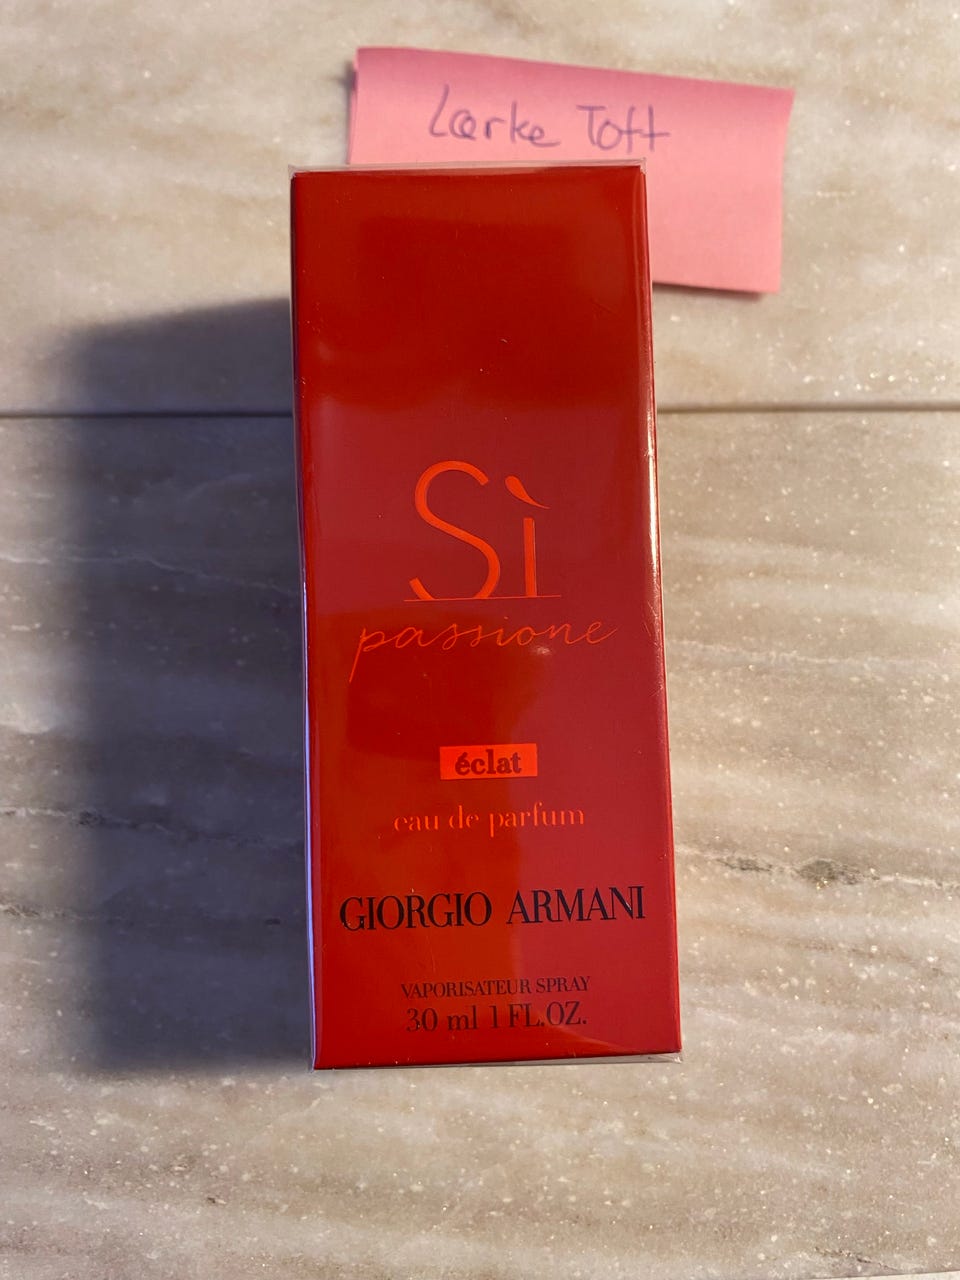 Lærke Toft
Sì
passione
éclat
eau de parfum
GIORGIO ARMANI
VAPORISATEUR SPRAY
30 ml 1 FL.OZ.